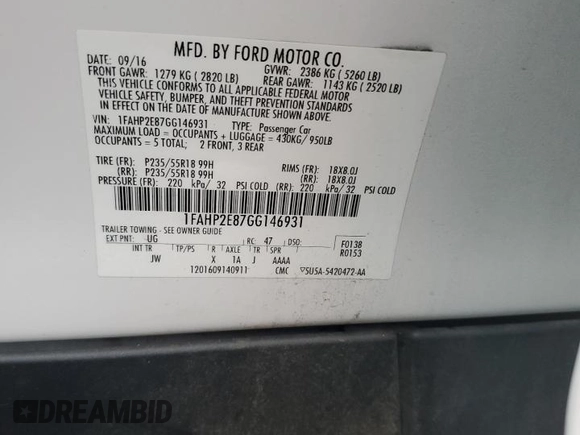 MFD. BY FORD MOTOR CO.
DATE: 09/16 GVWR: 2386 KG ( 5260 LB)
FRONT GAWR: 1279 KG ( 2820 LB) REAR GAWR: 1143 KG ( 2520 LB)
THIS VEHICLE CONFORMS TO ALL APPLICABLE FEDERAL MOTOR
VEHICLE SAFETY, BUMPER, AND THEFT PREVENTION STANDARDS
IN EFFECT ON THE DATE OF MANUFACTURE SHOWN ABOVE.
VIN: 1FAHP2E87GG146931 TYPE: Passenger Car
MAXIMUM LOAD = OCCUPANTS + LUGGAGE = 430KG/ 950LB
OCCUPANTS = 5 TOTAL; 2 FRONT, 3 REAR
TIRE (FR): P235/55R18 99H RIMS (FR): 18X8.0J
(RR): P235/55R18 99H (RR): 18X8.0J
PRESSURE (FR): 220 kPa/ 32 PSI COLD (RR): 220 kPa/ 32 PSI COLD
1FAHP2E87GG146931
TRAILER TOWING - SEE OWNER GUIDE
EXT PNT: UG RC: 47 DSO: F0138
INT TR TP/PS R AXLE TR SPR R0153
JW X 1A J AAAA
1201609140911 CMC 5U5A-5420472-AA
DREAMBID